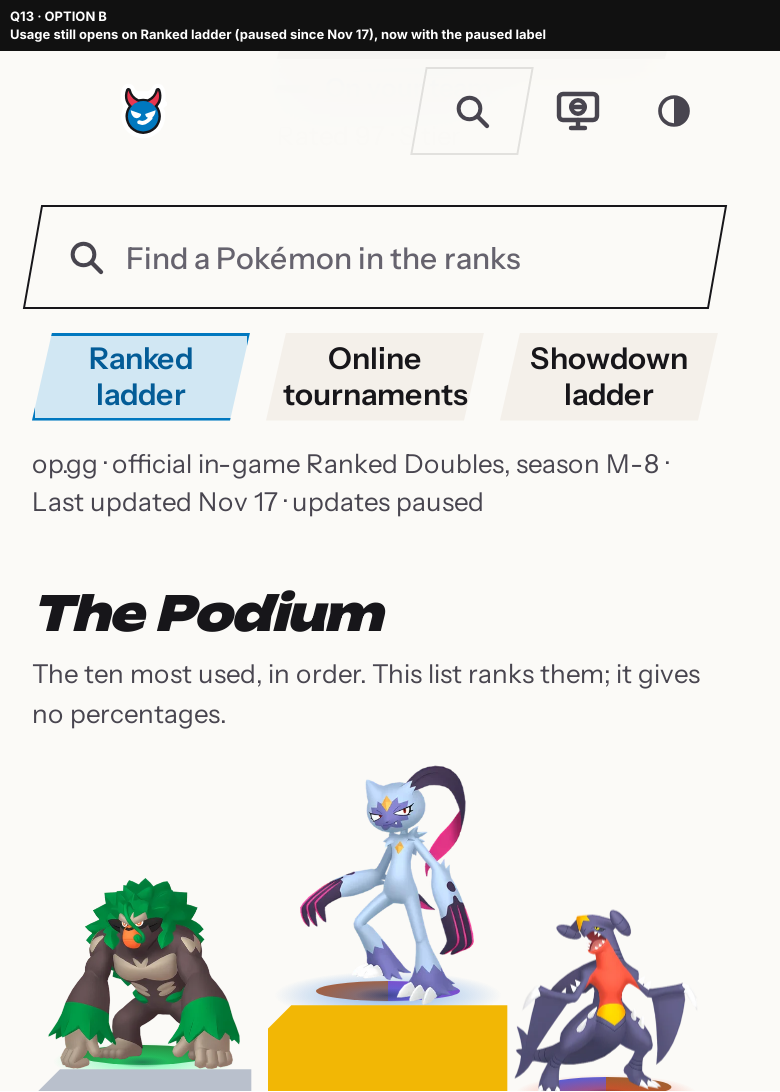 Q13 · OPTION B
Usage still opens on Ranked ladder (paused since Nov 17), now with the paused label
Find a Pokémon in the ranks
Ranked
ladder
Online
tournaments
Showdown
ladder
op.gg · official in-game Ranked Doubles, season M-8 ·
Last updated Nov 17 · updates paused
The Podium
The ten most used, in order. This list ranks them; it gives
no percentages.